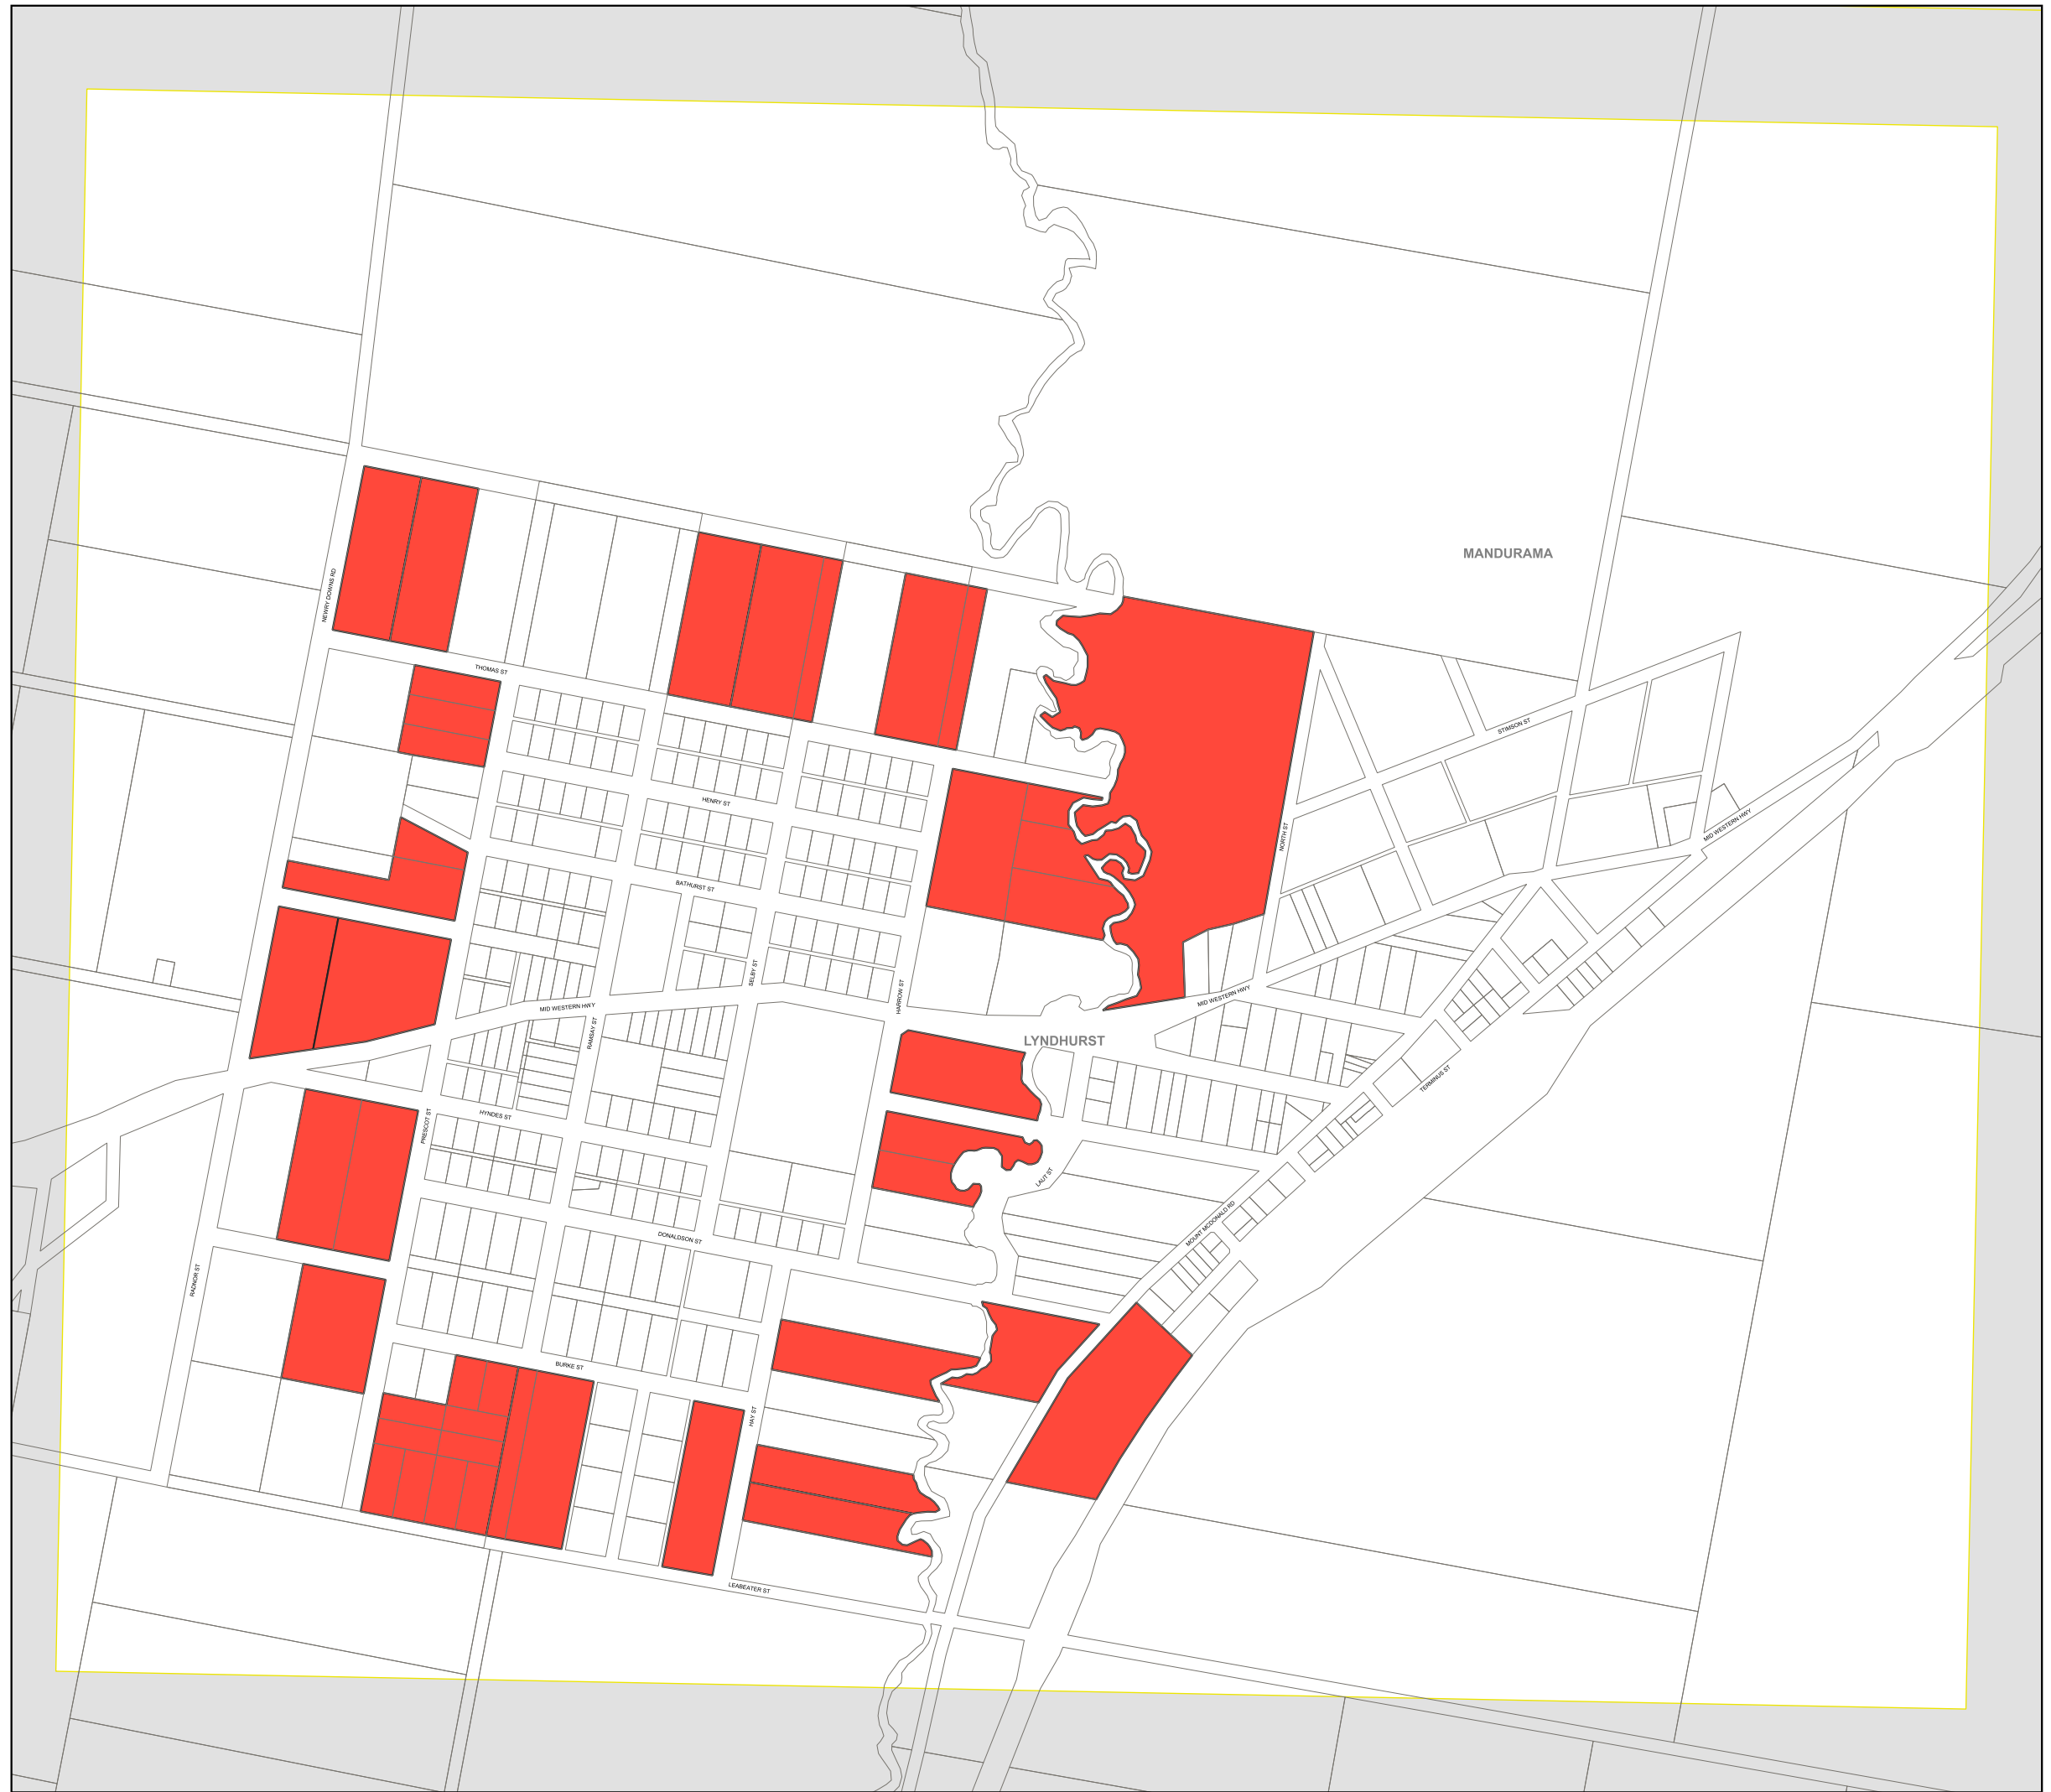 MANDURAMA
NEWRY DOWNS RD
THOMAS ST
STIMSON ST
HENRY ST
MID WESTERN HWY
NORTH ST
BATHURST ST
SELBY ST
HARROW ST
MID WESTERN HWY
MID WESTERN HWY
RAMSAY ST
LYNDHURST
TERMINUS ST
HYNDES ST
PRESCOT ST
LAUT ST
MOUNT MCDONALD RD
DONALDSON ST
RADNOR ST
BURKE ST
HAY ST
LEABEATER ST